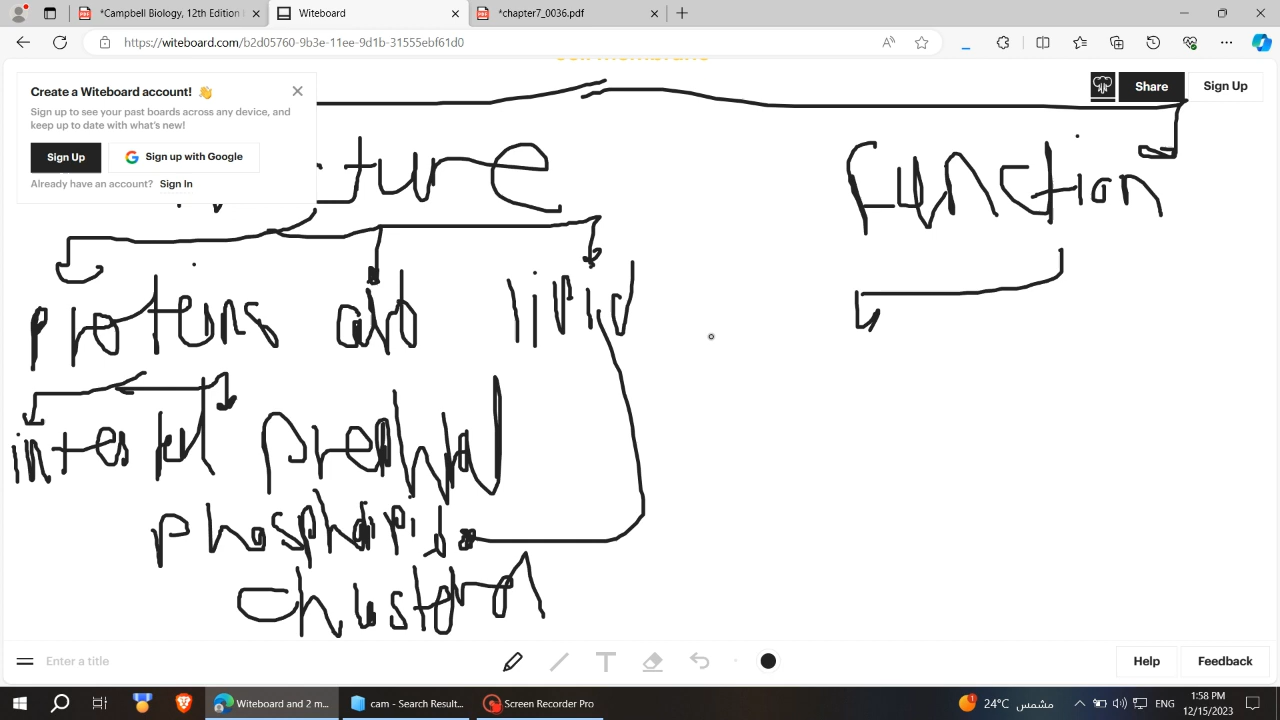 *Campbell Biology, 12th Edition
Witeboard
*chapter7_0036.pdf
https://witeboard.com/b2d05760-9b3e-11ee-9d1b-31555ebf61d0
Create a Witeboard account! 👋
Sign up to see your past boards across any device, and
keep up to date with what's new!
Sign Up
Sign up with Google
Already have an account? Sign In
Share
Sign Up
ture
Function
proteins
lipid
phosph
Enter a title
Help
Feedback
Witeboard and 2 m...
cam - Search Result...
Screen Recorder Pro
1
24°C مشمس
ENG
1:58 PM
12/15/2023